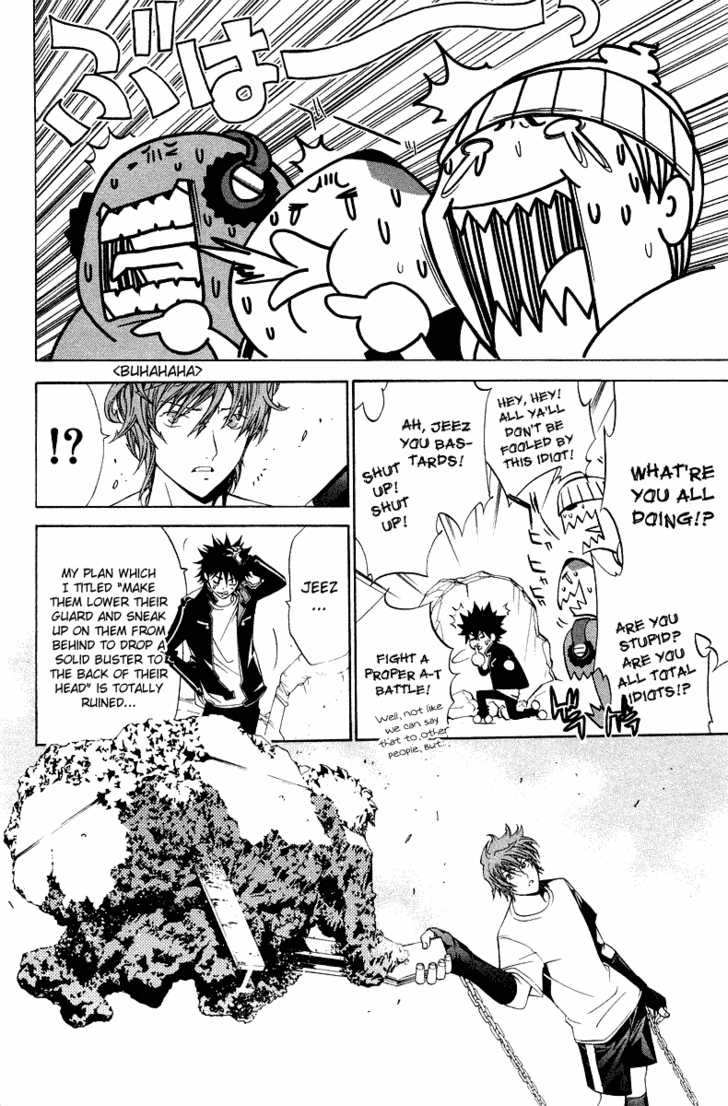 ぶはーっ
<BUHAHAHA>
WHAT'RE
YOU ALL
DOING!?
HEY, HEY!
ALL YA'LL
DON'T BE
FOOLED BY
THIS IDIOT!
AH, JEEZ
YOU BAS-
TARDS!
SHUT
UP!
SHUT
UP!
ARE YOU
STUPID?
ARE YOU
ALL TOTAL
IDIOTS!?
FIGHT A
PROPER A-T
BATTLE!
Well, not like
we can say
that to other
people, but...
!?
JEEZ
...
MY PLAN WHICH
I TITLED "MAKE
THEM LOWER THEIR
GUARD AND SNEAK
UP ON THEM FROM
BEHIND TO DROP A
SOLID BUSTER TO
THE BACK OF THEIR
HEAD" IS TOTALLY
RUINED...